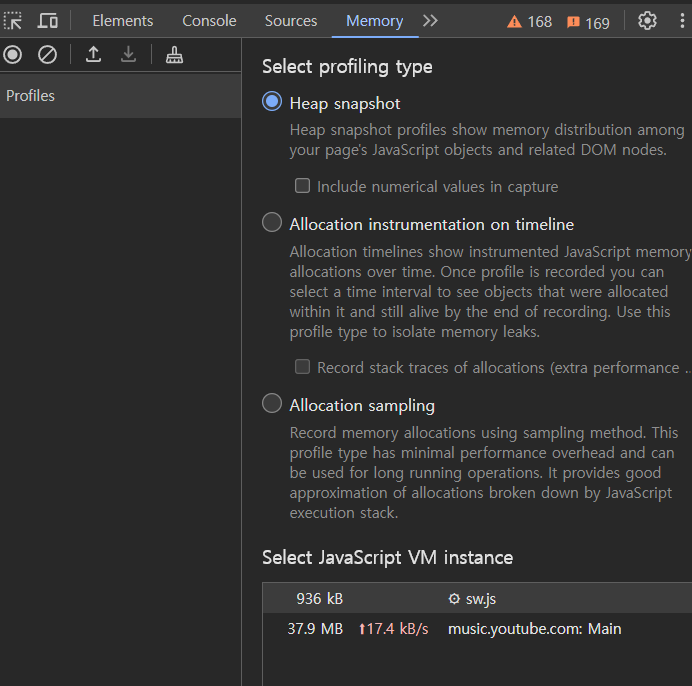 Elements Console Sources Memory 168 169
Profiles
Select profiling type
Heap snapshot
Heap snapshot profiles show memory distribution among
your page's JavaScript objects and related DOM nodes.
Include numerical values in capture
Allocation instrumentation on timeline
Allocation timelines show instrumented JavaScript memory
allocations over time. Once profile is recorded you can
select a time interval to see objects that were allocated
within it and still alive by the end of recording. Use this
profile type to isolate memory leaks.
Record stack traces of allocations (extra performance ..
Allocation sampling
Record memory allocations using sampling method. This
profile type has minimal performance overhead and can
be used for long running operations. It provides good
approximation of allocations broken down by JavaScript
execution stack.
Select JavaScript VM instance
936 kB sw.js
37.9 MB ↑17.4 kB/s music.youtube.com: Main